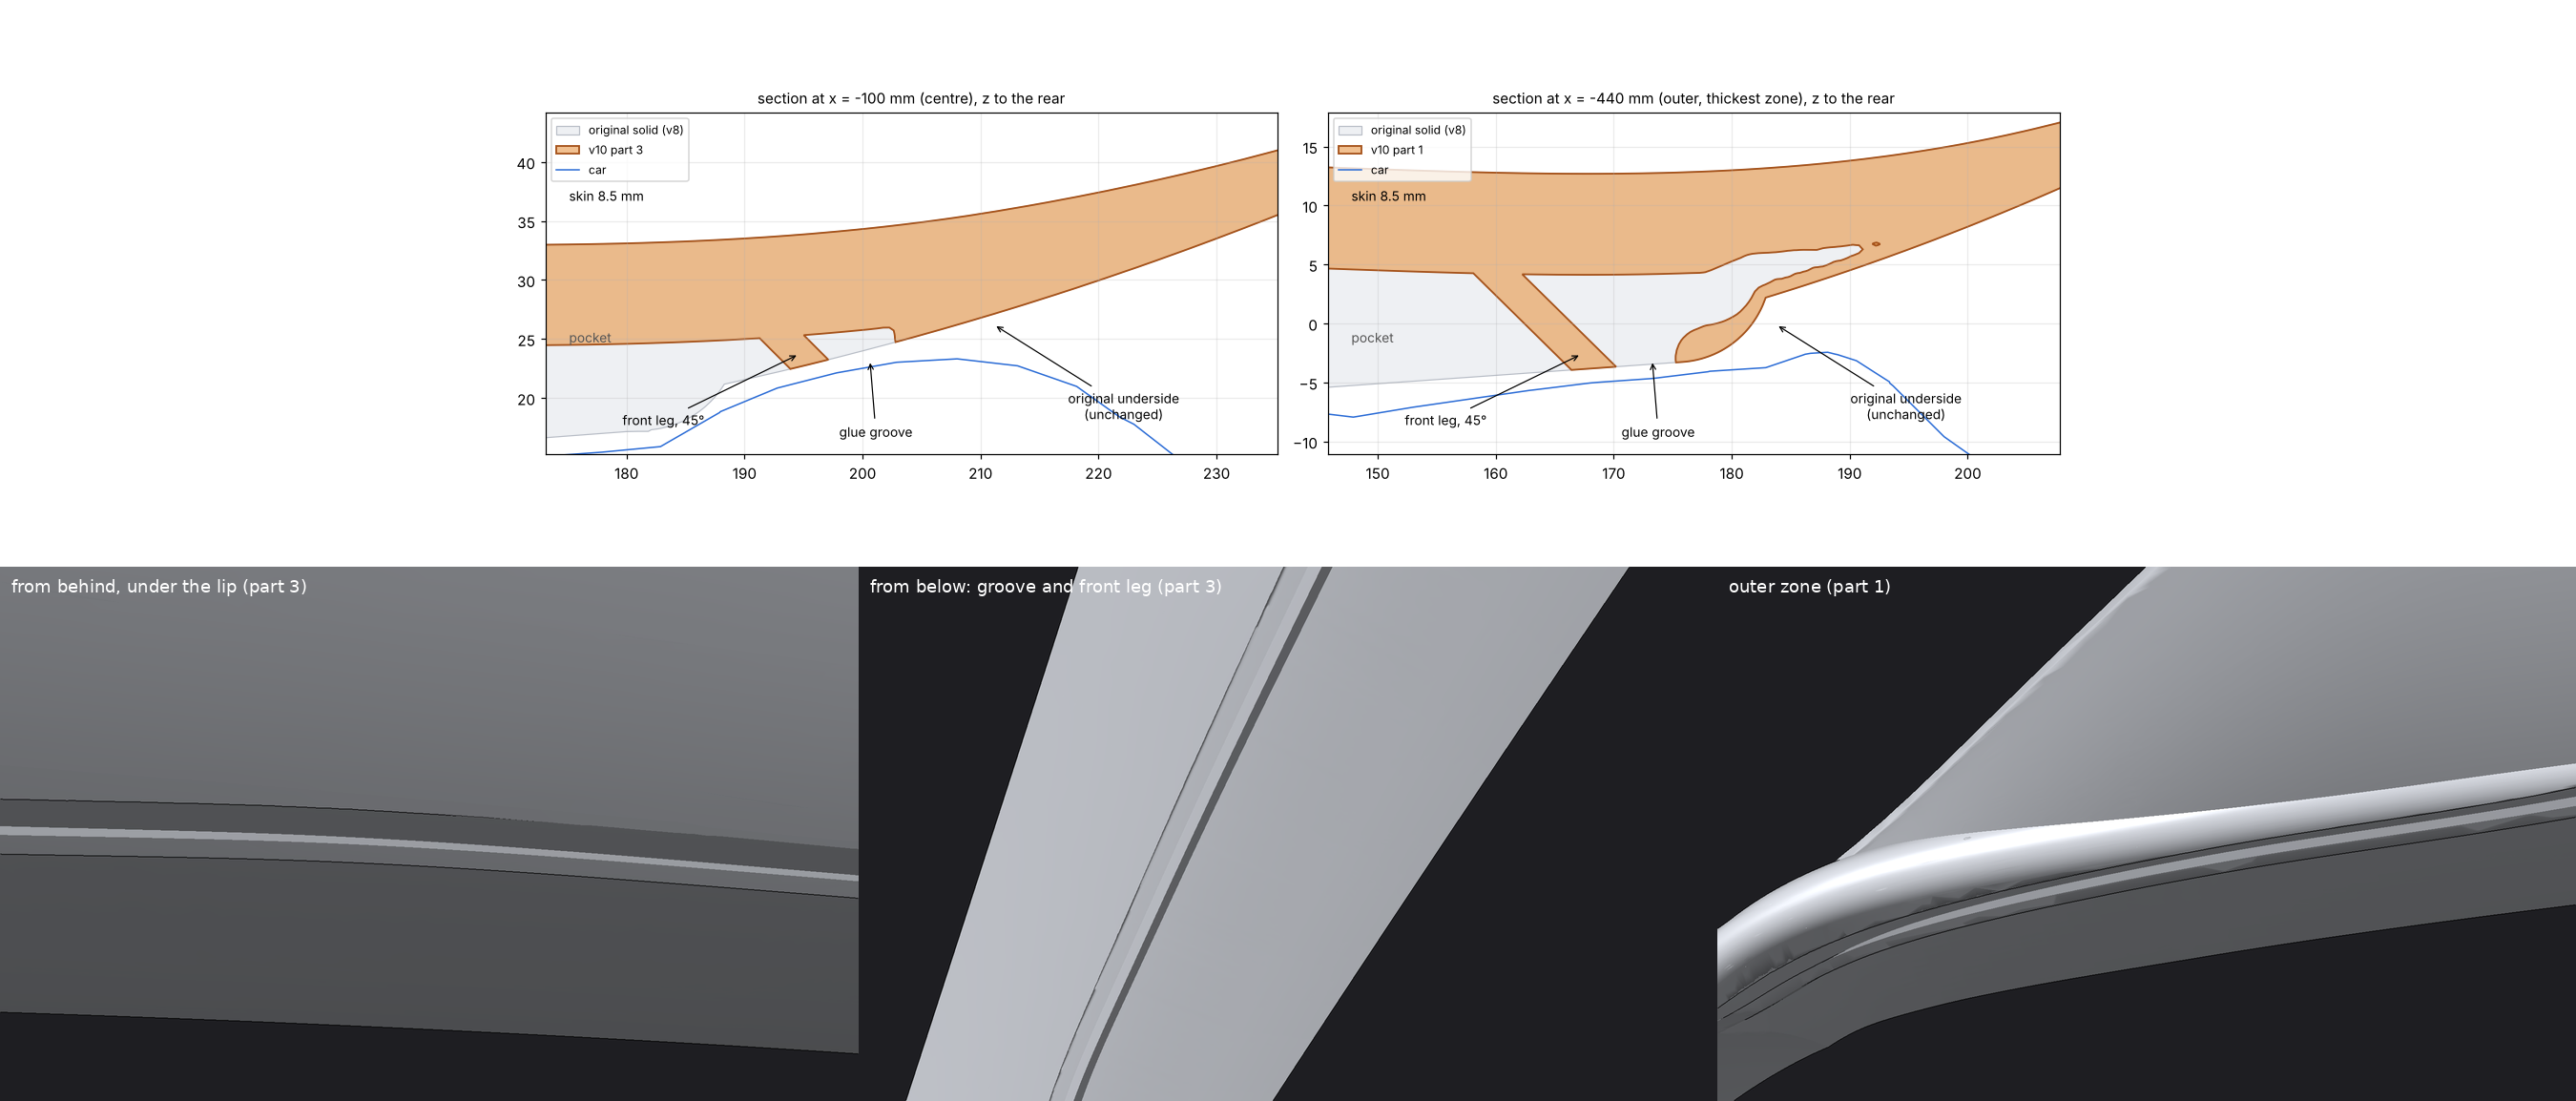 section at x = -100 mm (centre), z to the rear
original solid (v8)
v10 part 3
car
skin 8.5 mm
pocket
front leg, 45°
glue groove
original underside
(unchanged)
40
35
30
25
20
180
190
200
210
220
230
section at x = -440 mm (outer, thickest zone), z to the rear
original solid (v8)
v10 part 1
car
skin 8.5 mm
pocket
front leg, 45°
glue groove
original underside
(unchanged)
15
10
5
0
−5
−10
150
160
170
180
190
200
from behind, under the lip (part 3)
from below: groove and front leg (part 3)
outer zone (part 1)